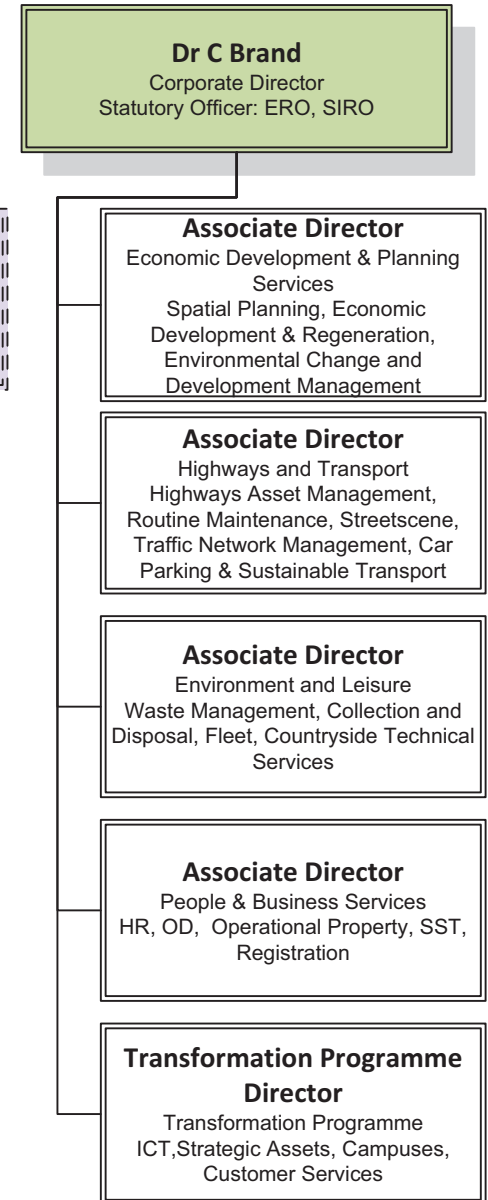 Dr C Brand
Corporate Director
Statutory Officer: ERO, SIRO
Associate Director
Economic Development & Planning
Services
Spatial Planning, Economic
Development & Regeneration,
Environmental Change and
Development Management
Associate Director
Highways and Transport
Highways Asset Management,
Routine Maintenance, Streetscene,
Traffic Network Management, Car
Parking & Sustainable Transport
Associate Director
Environment and Leisure
Waste Management, Collection and
Disposal, Fleet, Countryside Technical
Services
Associate Director
People & Business Services
HR, OD,  Operational Property, SST,
Registration
Transformation Programme
Director
Transformation Programme
ICT,Strategic Assets, Campuses,
Customer Services